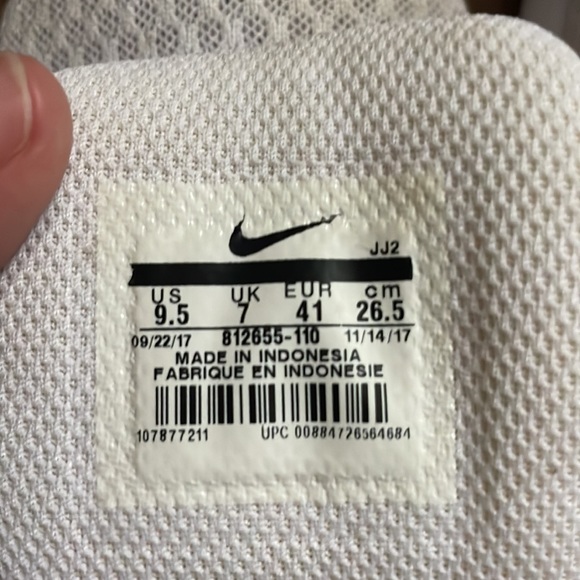 JJ2
US UK EUR cm
9.5 7 41 26.5
09/22/17 812655-110 11/14/17
MADE IN INDONESIA
FABRIQUE EN INDONESIE
107877211 UPC 00884726564684